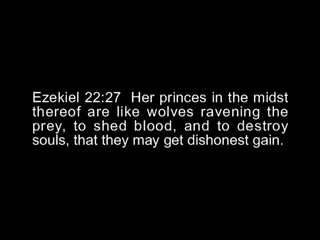 Ezekiel 22:27  Her princes in the midst
thereof are like wolves ravening the
prey, to shed blood, and to destroy
souls, that they may get dishonest gain.